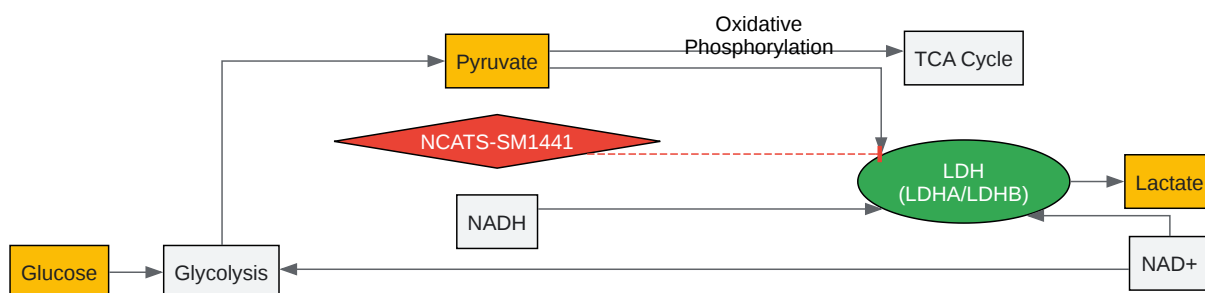 Oxidative
Phosphorylation
Pyruvate
TCA Cycle
NCATS-SM1441
LDH
(LDHA/LDHB)
Lactate
NADH
Glucose
Glycolysis
NAD+